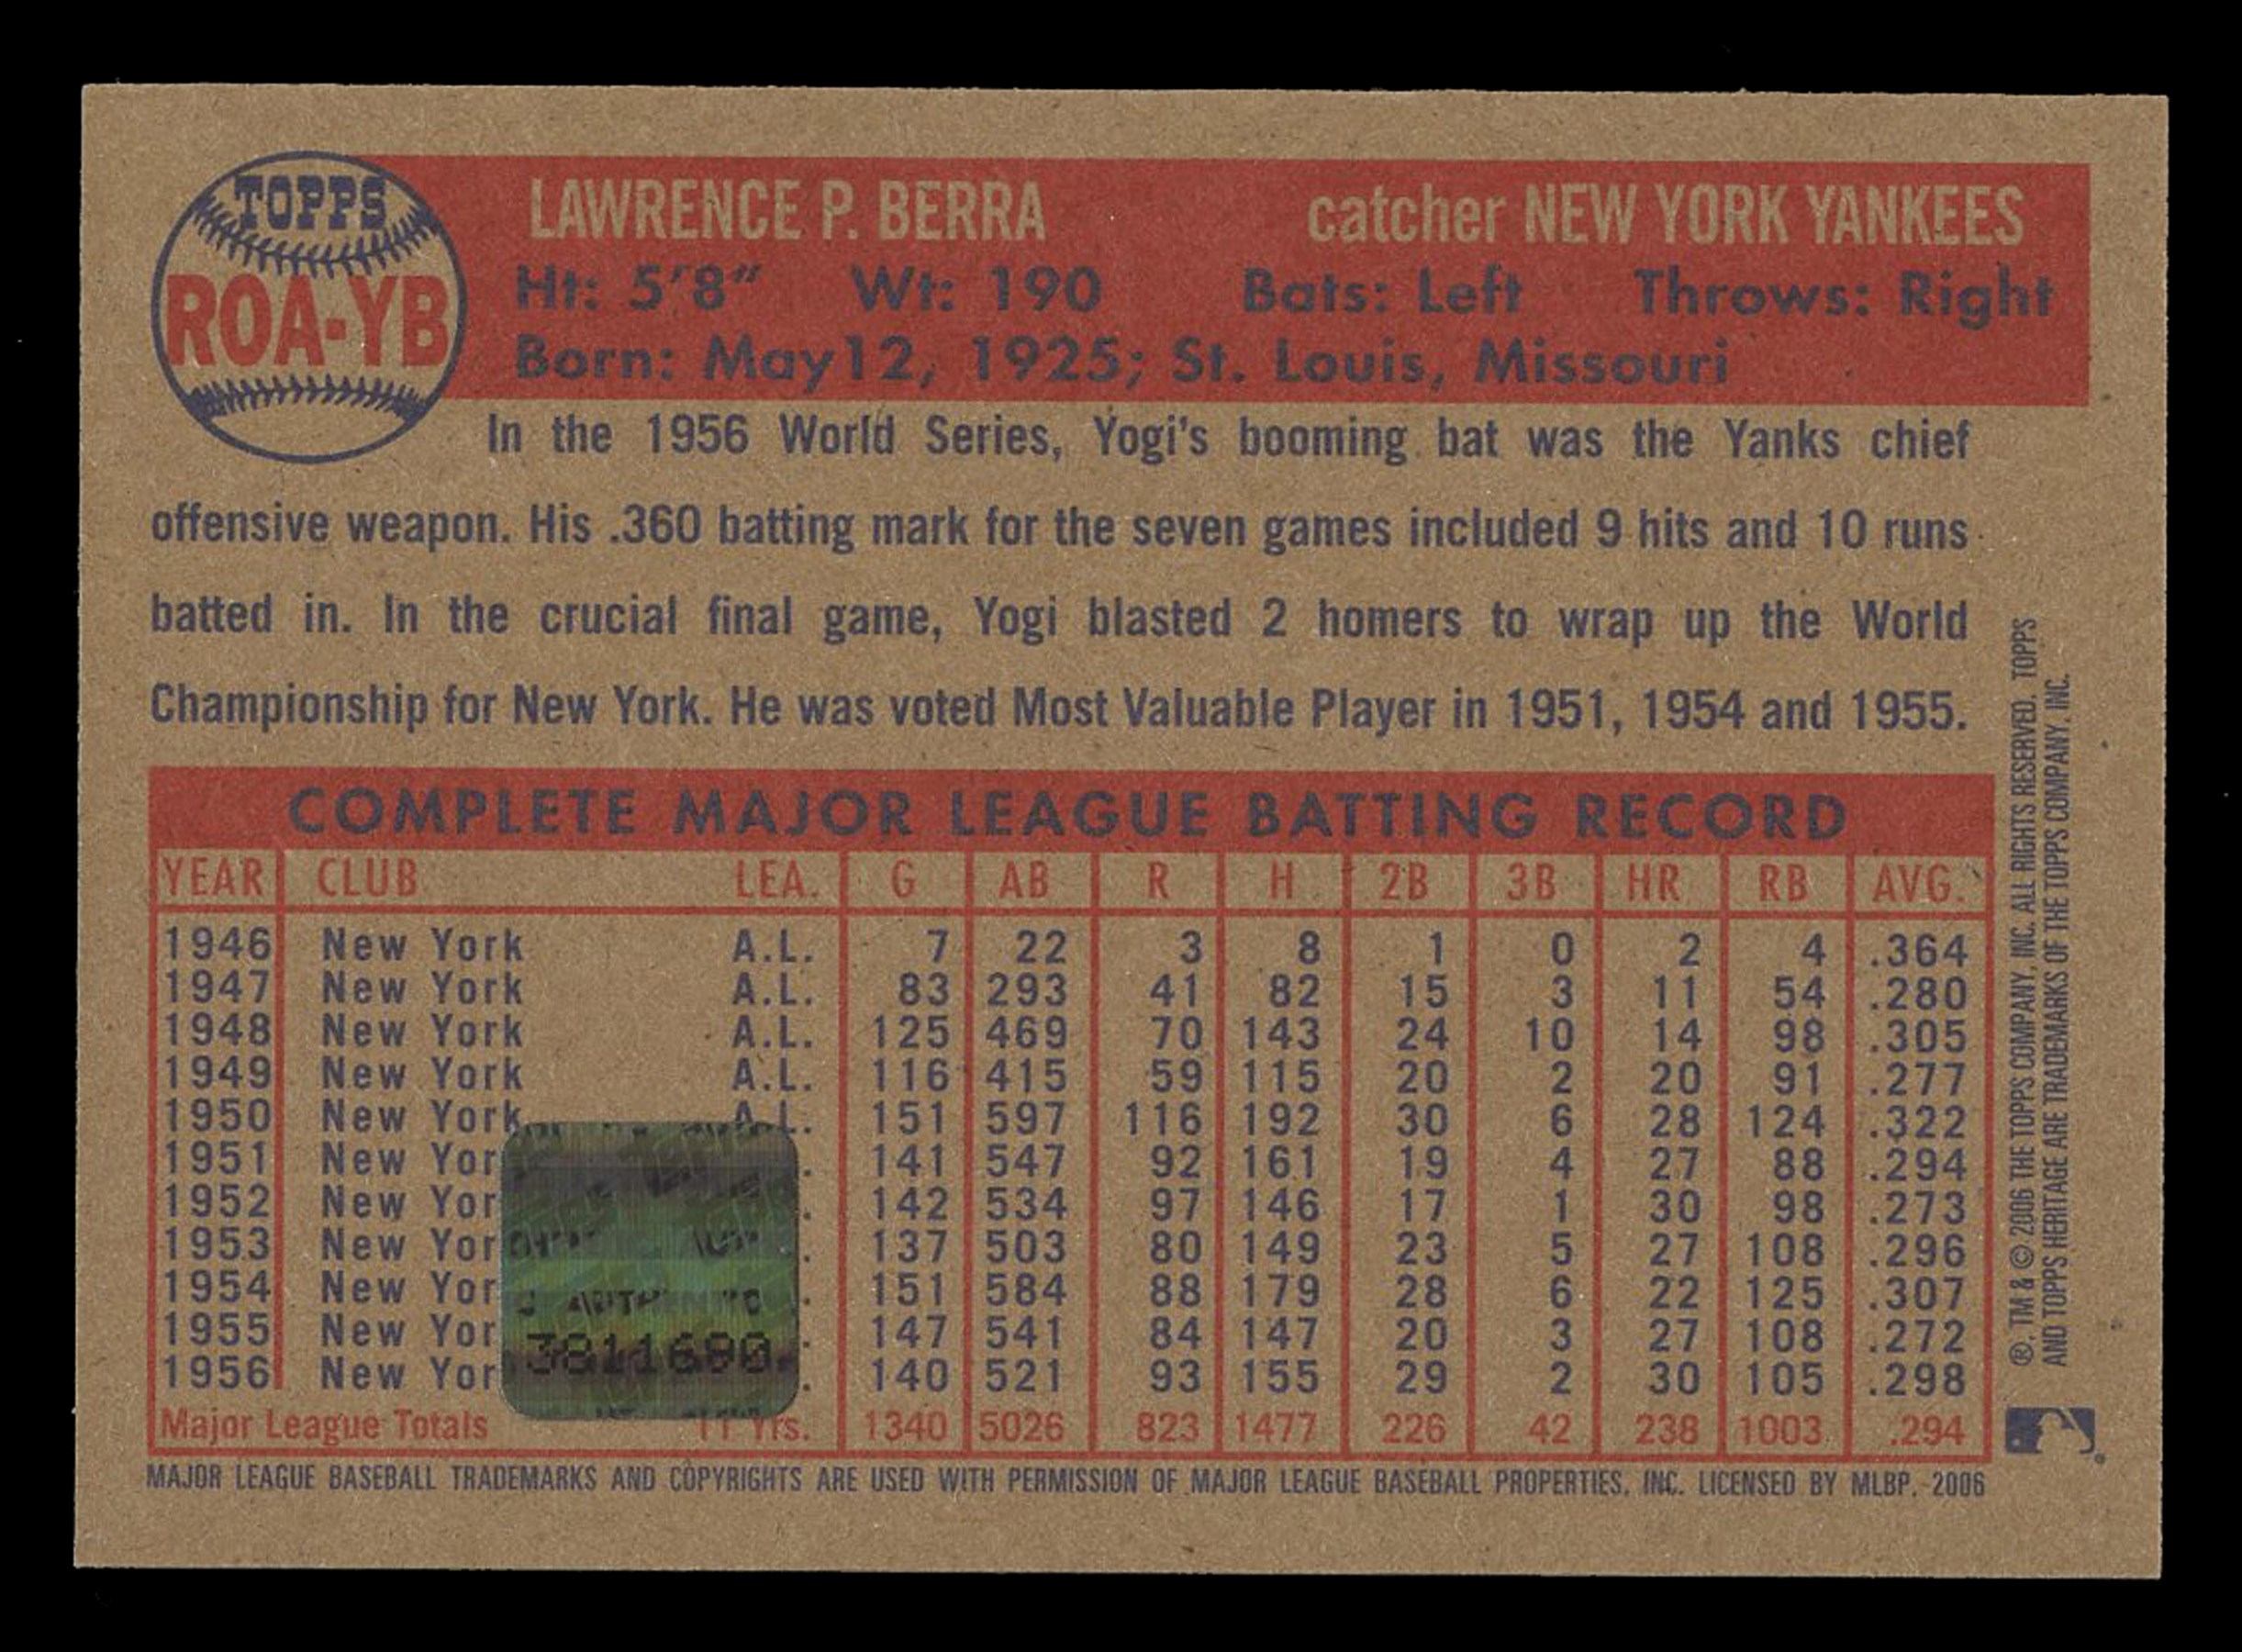 TOPPS
ROA-YB
LAWRENCE P. BERRA catcher NEW YORK YANKEES
Ht: 5'8" Wt: 190 Bats: Left Throws: Right
Born: May12, 1925; St. Louis, Missouri
In the 1956 World Series, Yogi's booming bat was the Yanks chief
offensive weapon. His .360 batting mark for the seven games included 9 hits and 10 runs
batted in. In the crucial final game, Yogi blasted 2 homers to wrap up the World
Championship for New York. He was voted Most Valuable Player in 1951, 1954 and 1955.
COMPLETE MAJOR LEAGUE BATTING RECORD
YEAR CLUB LEA. G AB R H 2B 3B HR RB AVG.
1946 New York A.L. 7 22 3 8 1 0 2 4 .364
1947 New York A.L. 83 293 41 82 15 3 11 54 .280
1948 New York A.L. 125 469 70 143 24 10 14 98 .305
1949 New York A.L. 116 415 59 115 20 2 20 91 .277
1950 New York A.L. 151 597 116 192 30 6 28 124 .322
1951 New Yor 141 547 92 161 19 4 27 88 .294
1952 New Yor 142 534 97 146 17 1 30 98 .273
1953 New Yor 137 503 80 149 23 5 27 108 .296
1954 New Yor 151 584 88 179 28 6 22 125 .307
1955 New Yor 147 541 84 147 20 3 27 108 .272
1956 New Yor 140 521 93 155 29 2 30 105 .298
3811690
Major League Totals 11 Yrs. 1340 5026 823 1477 226 42 238 1003 .294
MAJOR LEAGUE BASEBALL TRADEMARKS AND COPYRIGHTS ARE USED WITH PERMISSION OF MAJOR LEAGUE BASEBALL PROPERTIES, INC. LICENSED BY MLBP. 2006
®, TM & © 2006 THE TOPPS COMPANY, INC. ALL RIGHTS RESERVED. TOPPS
AND TOPPS HERITAGE ARE TRADEMARKS OF THE TOPPS COMPANY, INC.